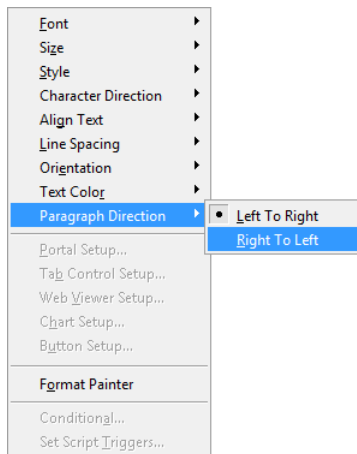 Font
Size
Style
Character Direction
Align Text
Line Spacing
Orientation
Text Color
Paragraph Direction
Left To Right
Right To Left
Portal Setup...
Tab Control Setup...
Web Viewer Setup...
Chart Setup...
Button Setup...
Format Painter
Conditional...
Set Script Triggers...